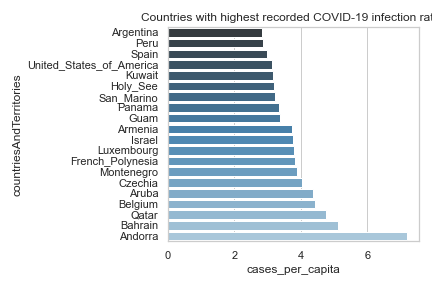 Countries with highest recorded COVID-19 infection rat
Argentina
Peru
Spain
United_States_of_America
Kuwait
Holy_See
San_Marino
Panama
Guam
Armenia
Israel
Luxembourg
French_Polynesia
Montenegro
Czechia
Aruba
Belgium
Qatar
Bahrain
Andorra
countriesAndTerritories
0 2 4 6
cases_per_capita